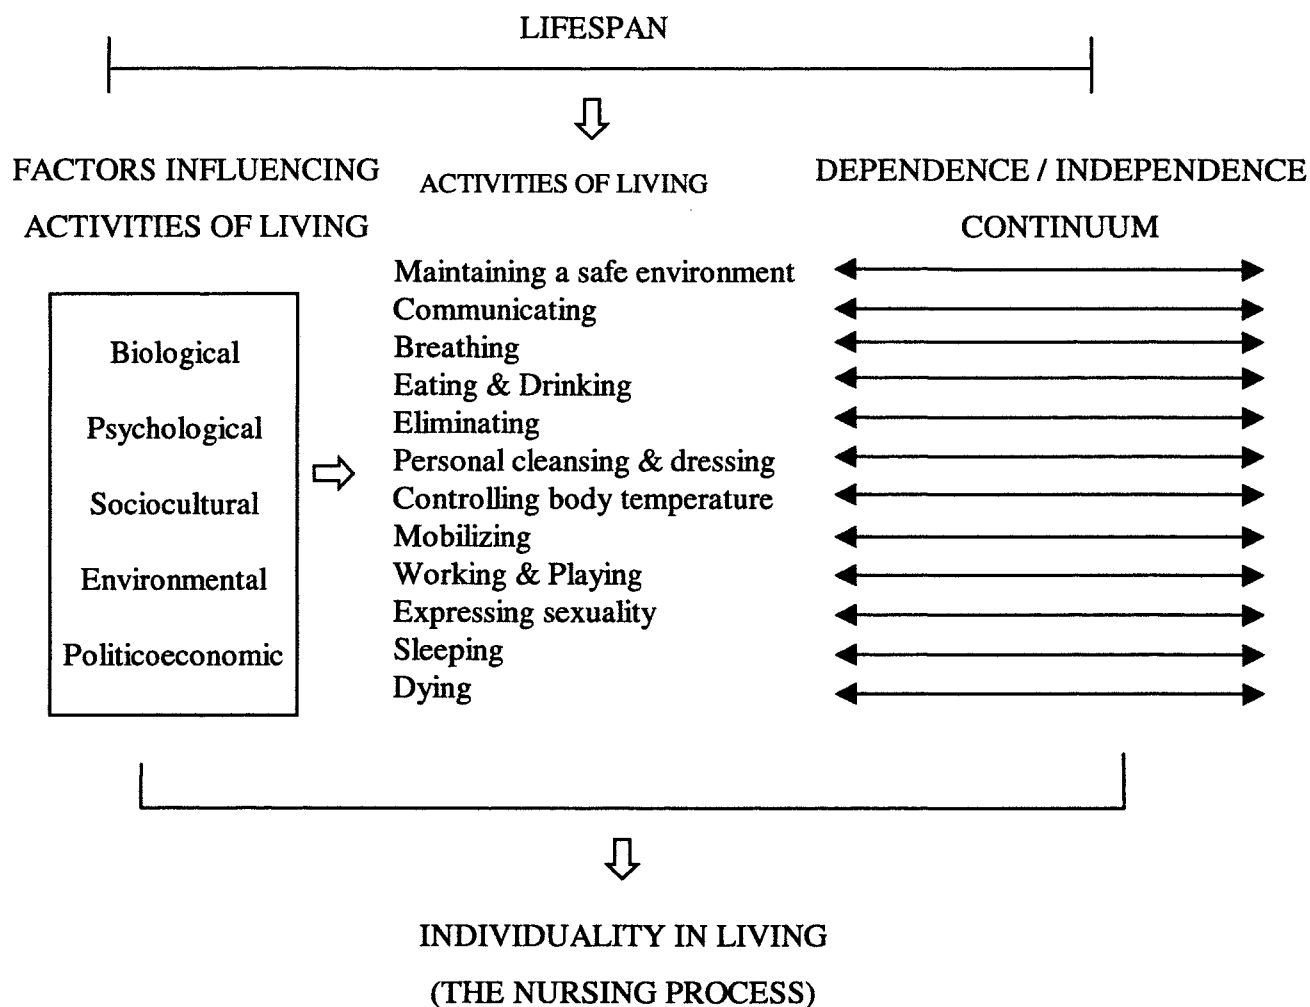 LIFESPAN
FACTORS INFLUENCING
ACTIVITIES OF LIVING
Biological
Psychological
Sociocultural
Environmental
Politicoeconomic
ACTIVITIES OF LIVING
Maintaining a safe environment
Communicating
Breathing
Eating & Drinking
Eliminating
Personal cleansing & dressing
Controlling body temperature
Mobilizing
Working & Playing
Expressing sexuality
Sleeping
Dying
DEPENDENCE / INDEPENDENCE
CONTINUUM
INDIVIDUALITY IN LIVING
(THE NURSING PROCESS)